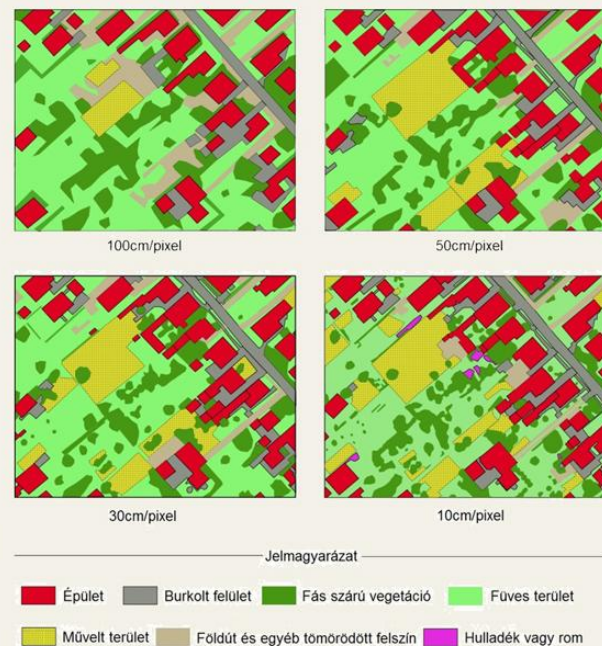 100cm/pixel
50cm/pixel
30cm/pixel
10cm/pixel
Jelmagyarázat
Épület
Burkolt felület
Fás szárú vegetáció
Füves terület
Művelt terület
Földút és egyéb tömörödött felszín
Hulladék vagy rom